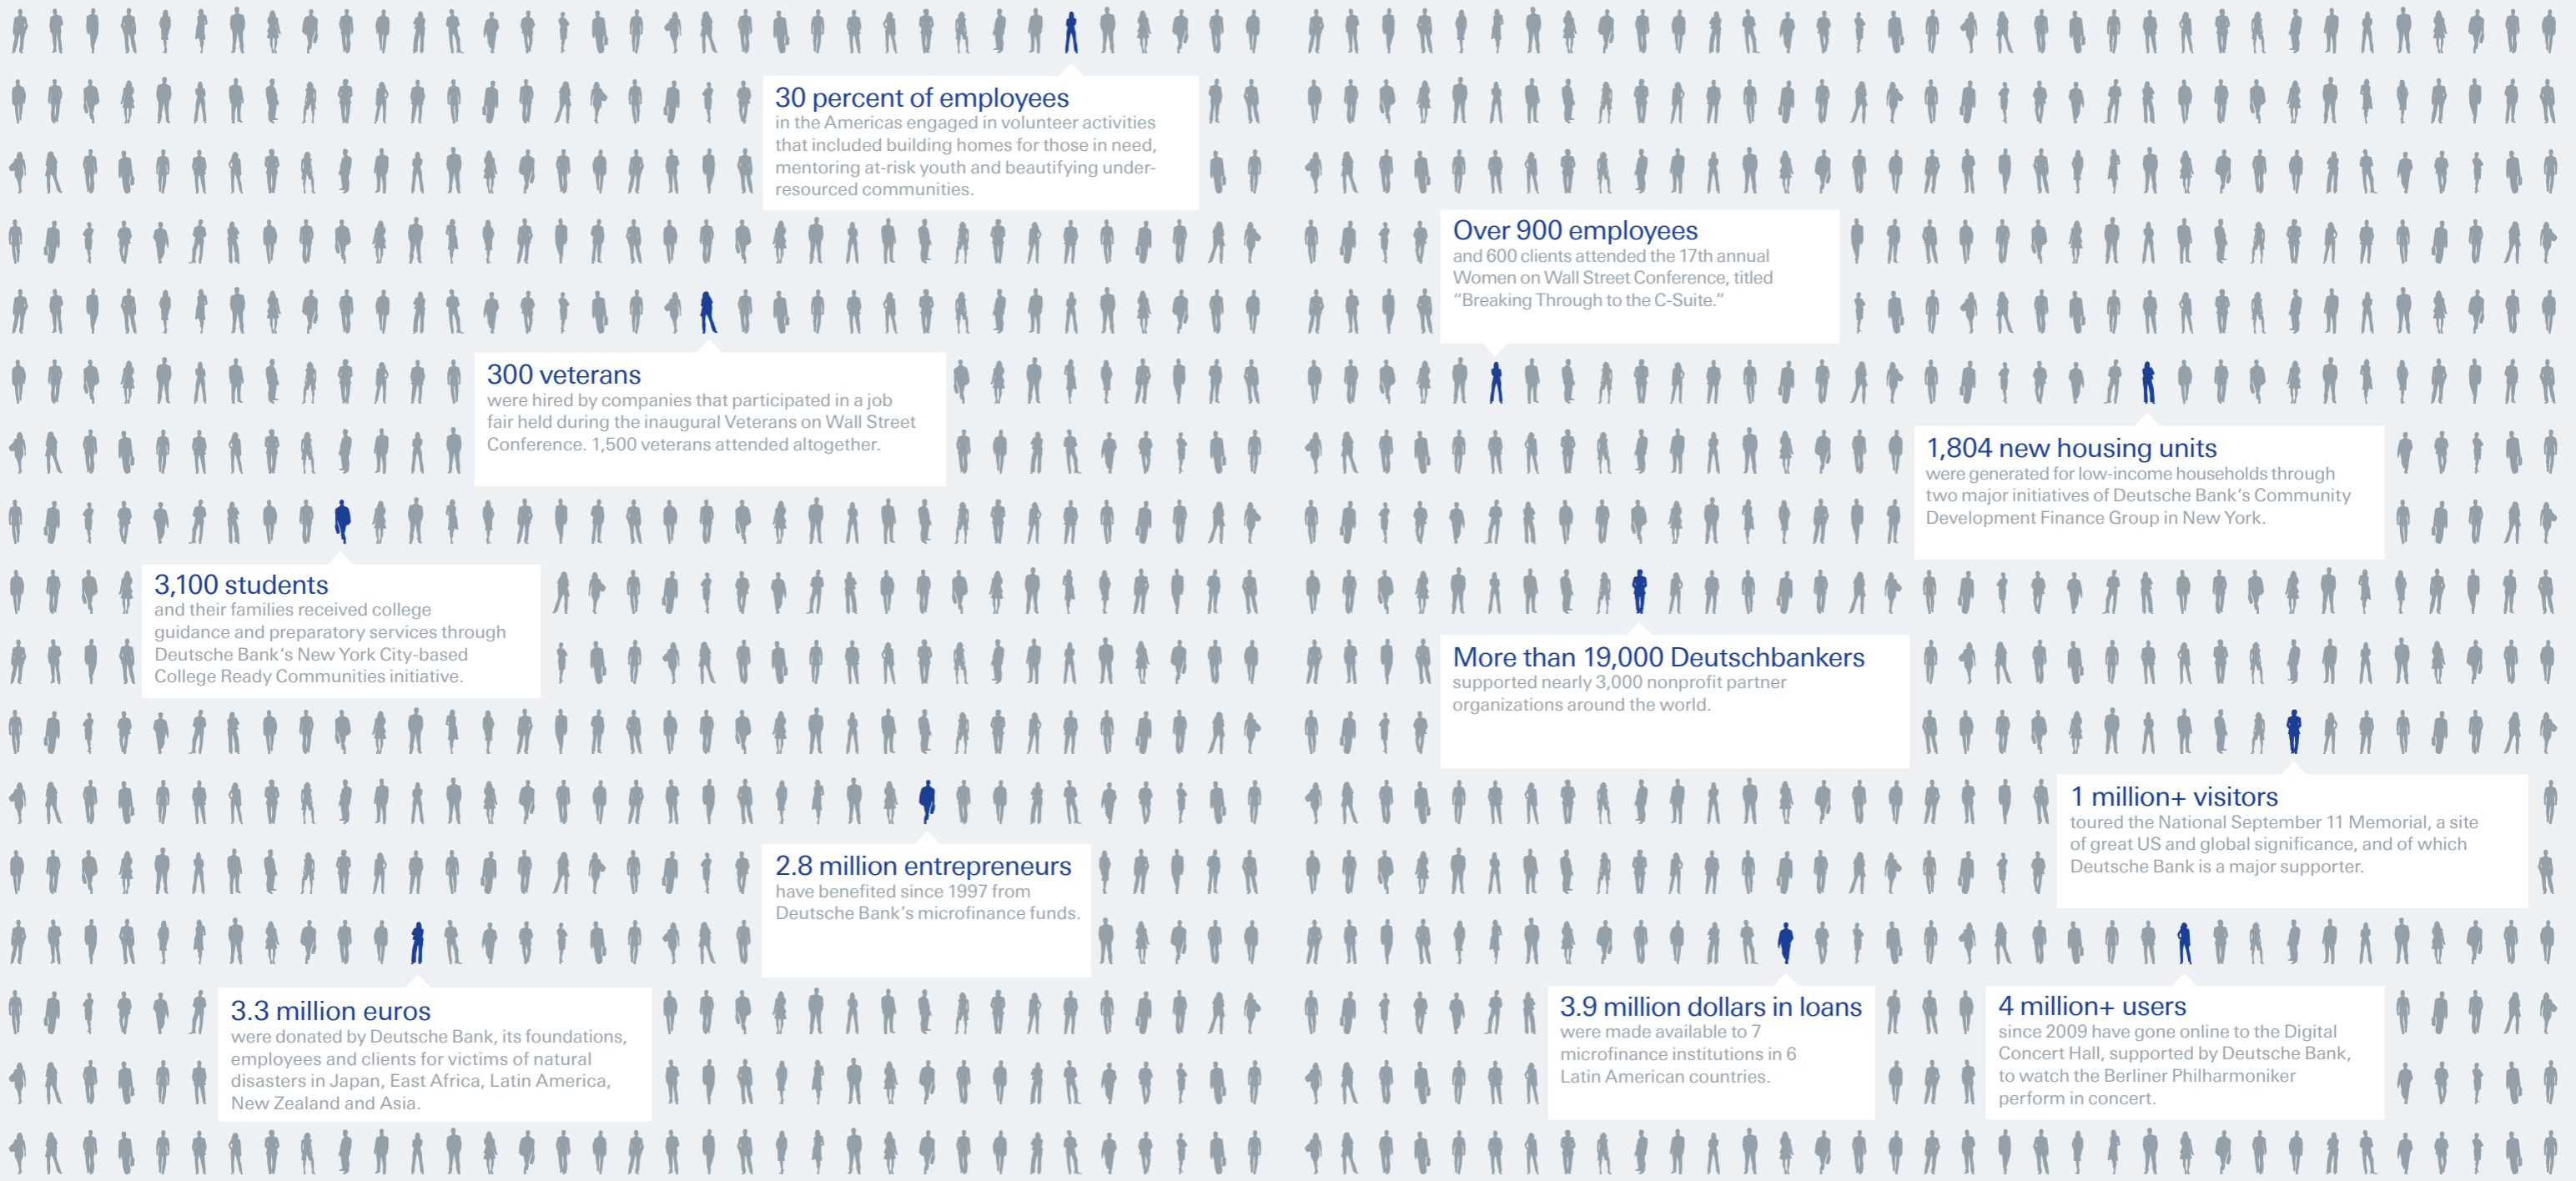 30 percent of employees
in the Americas engaged in volunteer activities
that included building homes for those in need,
mentoring at-risk youth and beautifying under-
resourced communities.
300 veterans
were hired by companies that participated in a job
fair held during the inaugural Veterans on Wall Street
Conference. 1,500 veterans attended altogether.
3,100 students
and their families received college
guidance and preparatory services through
Deutsche Bank's New York City-based
College Ready Communities initiative.
2.8 million entrepreneurs
have benefited since 1997 from
Deutsche Bank's microfinance funds.
3.3 million euros
were donated by Deutsche Bank, its foundations,
employees and clients for victims of natural
disasters in Japan, East Africa, Latin America,
New Zealand and Asia.
Over 900 employees
and 600 clients attended the 17th annual
Women on Wall Street Conference, titled
“Breaking Through to the C-Suite.”
1,804 new housing units
were generated for low-income households through
two major initiatives of Deutsche Bank's Community
Development Finance Group in New York.
More than 19,000 Deutschbankers
supported nearly 3,000 nonprofit partner
organizations around the world.
1 million+ visitors
toured the National September 11 Memorial, a site
of great US and global significance, and of which
Deutsche Bank is a major supporter.
3.9 million dollars in loans
were made available to 7
microfinance institutions in 6
Latin American countries.
4 million+ users
since 2009 have gone online to the Digital
Concert Hall, supported by Deutsche Bank,
to watch the Berliner Philharmoniker
perform in concert.